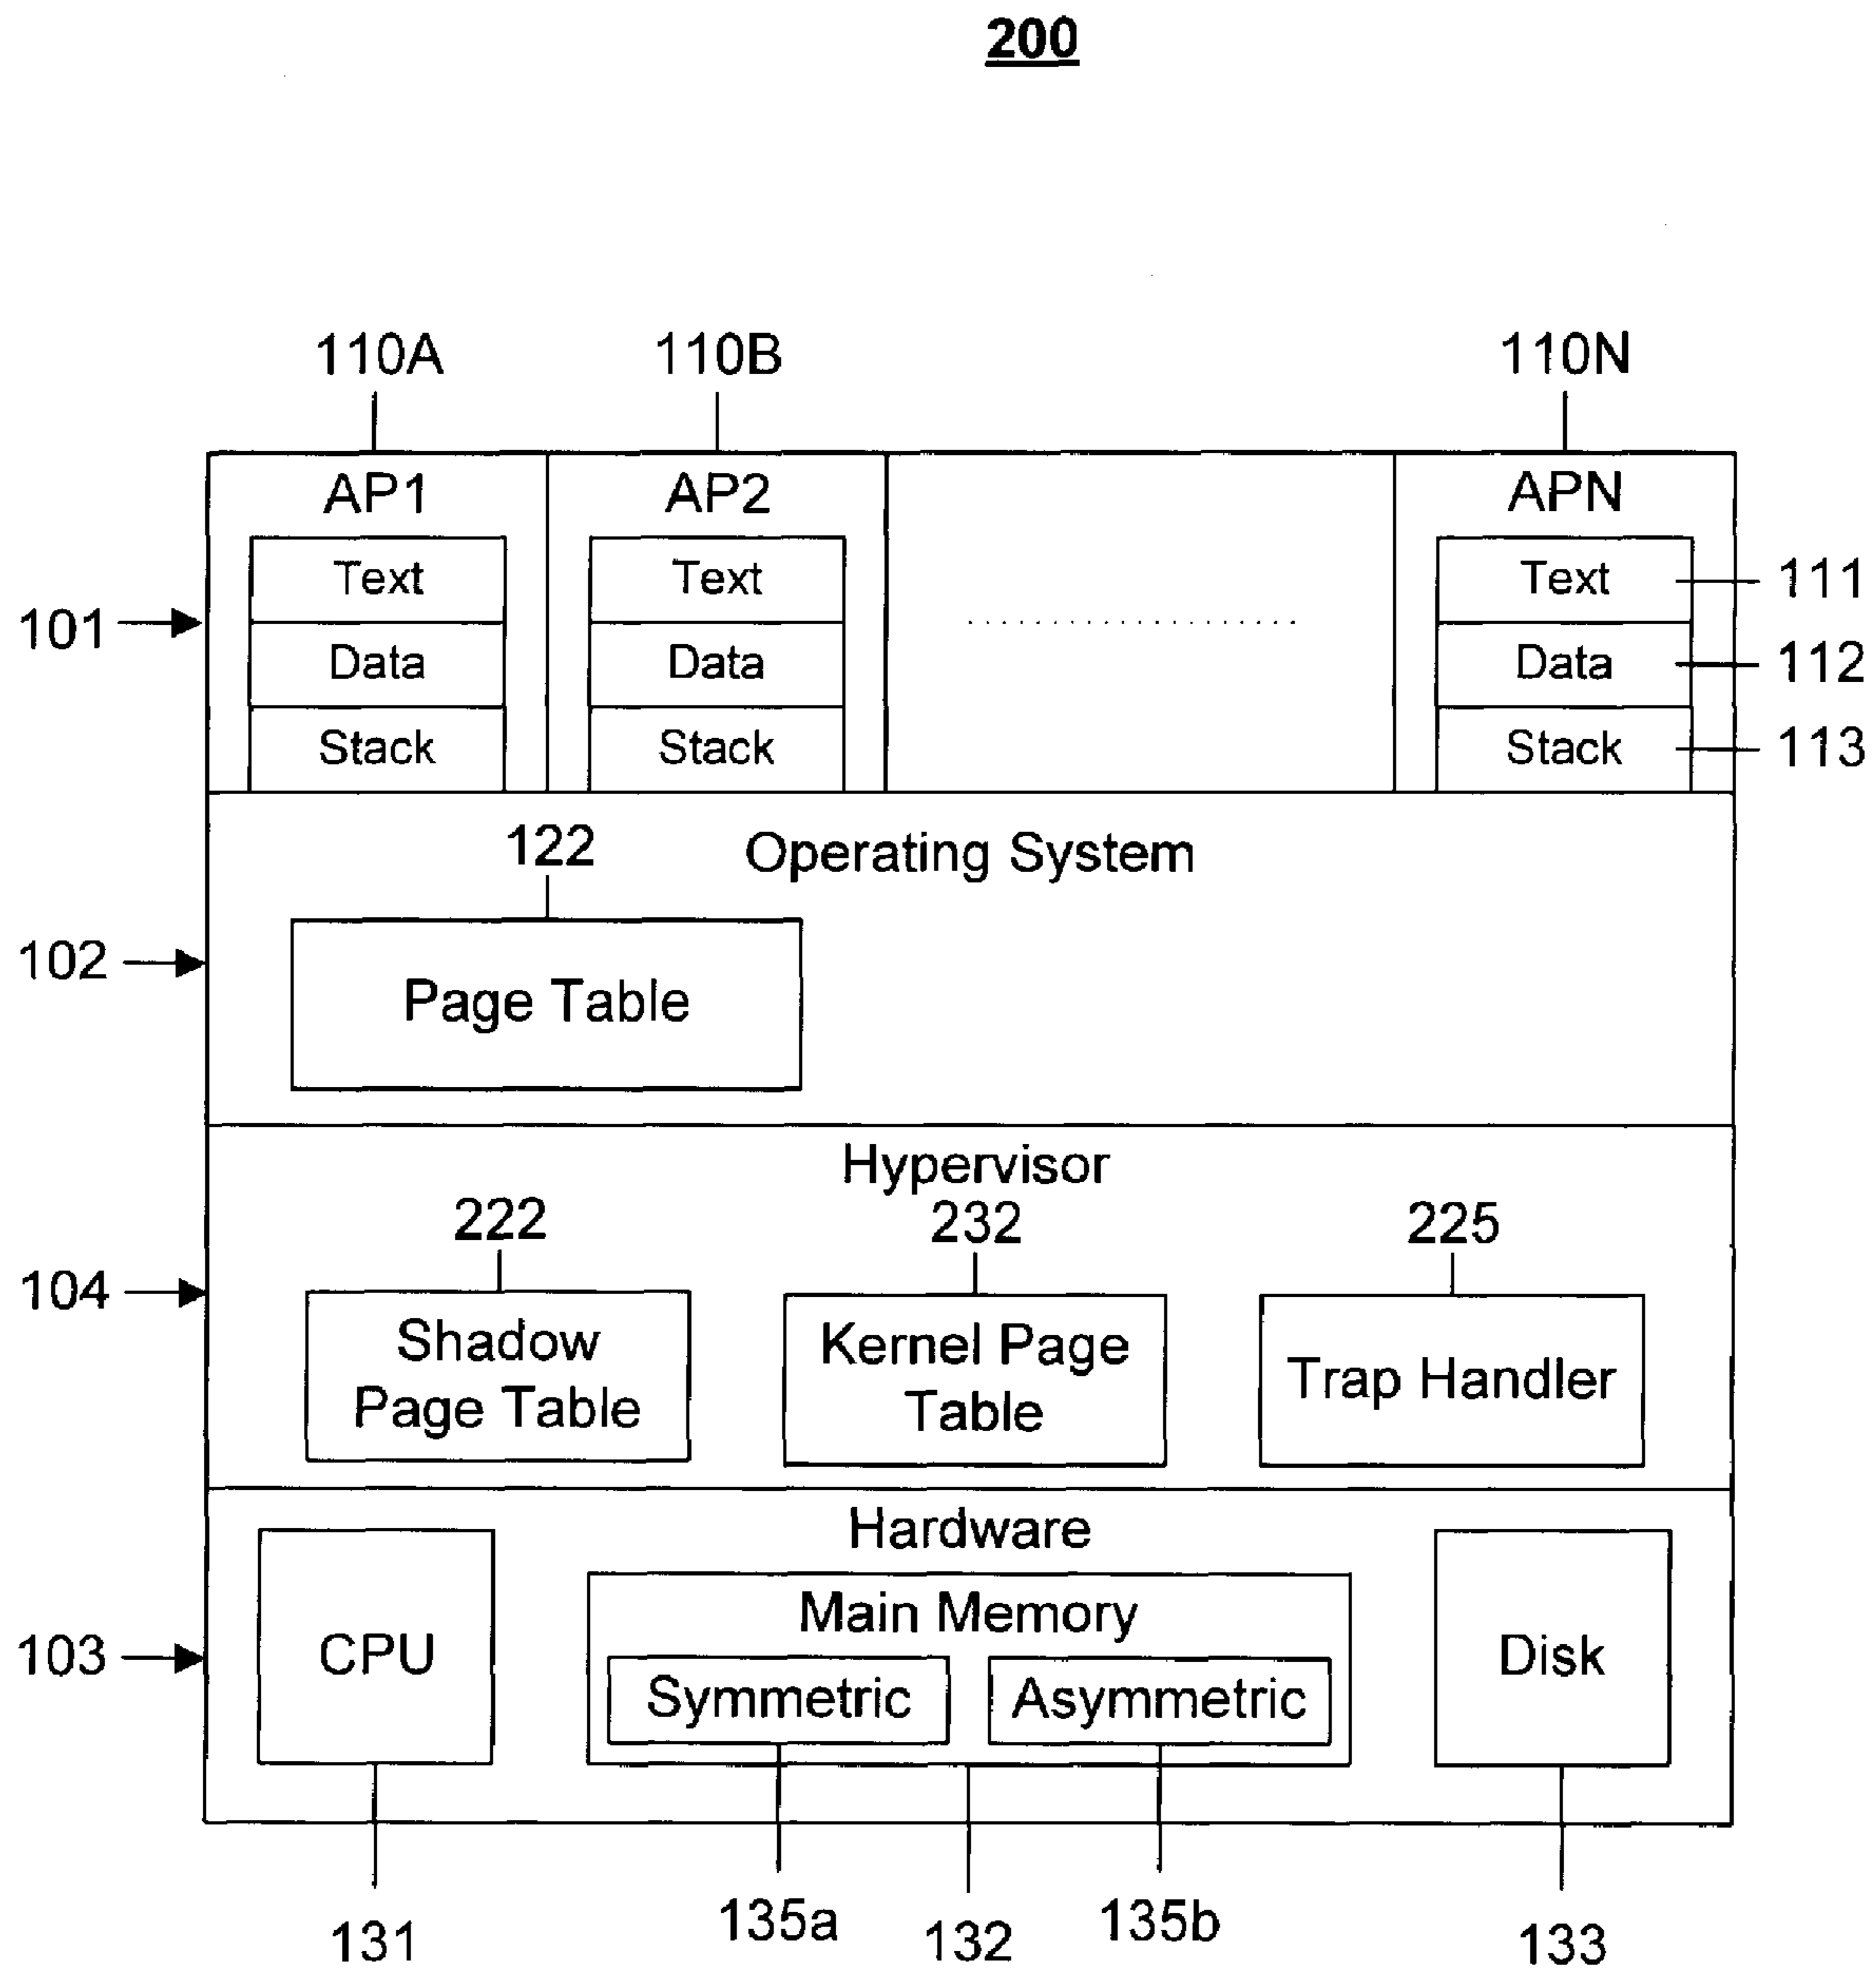 200
110A 110B 110N
AP1 AP2 APN
Text Text Text 111
101
Data Data Data 112
Stack Stack Stack 113
122 Operating System
102
Page Table
Hypervisor
222 232 225
104
Shadow Page Table
Kernel Page Table
Trap Handler
Hardware
Main Memory
103
CPU
Symmetric Asymmetric
Disk
131 135a 132 135b 133